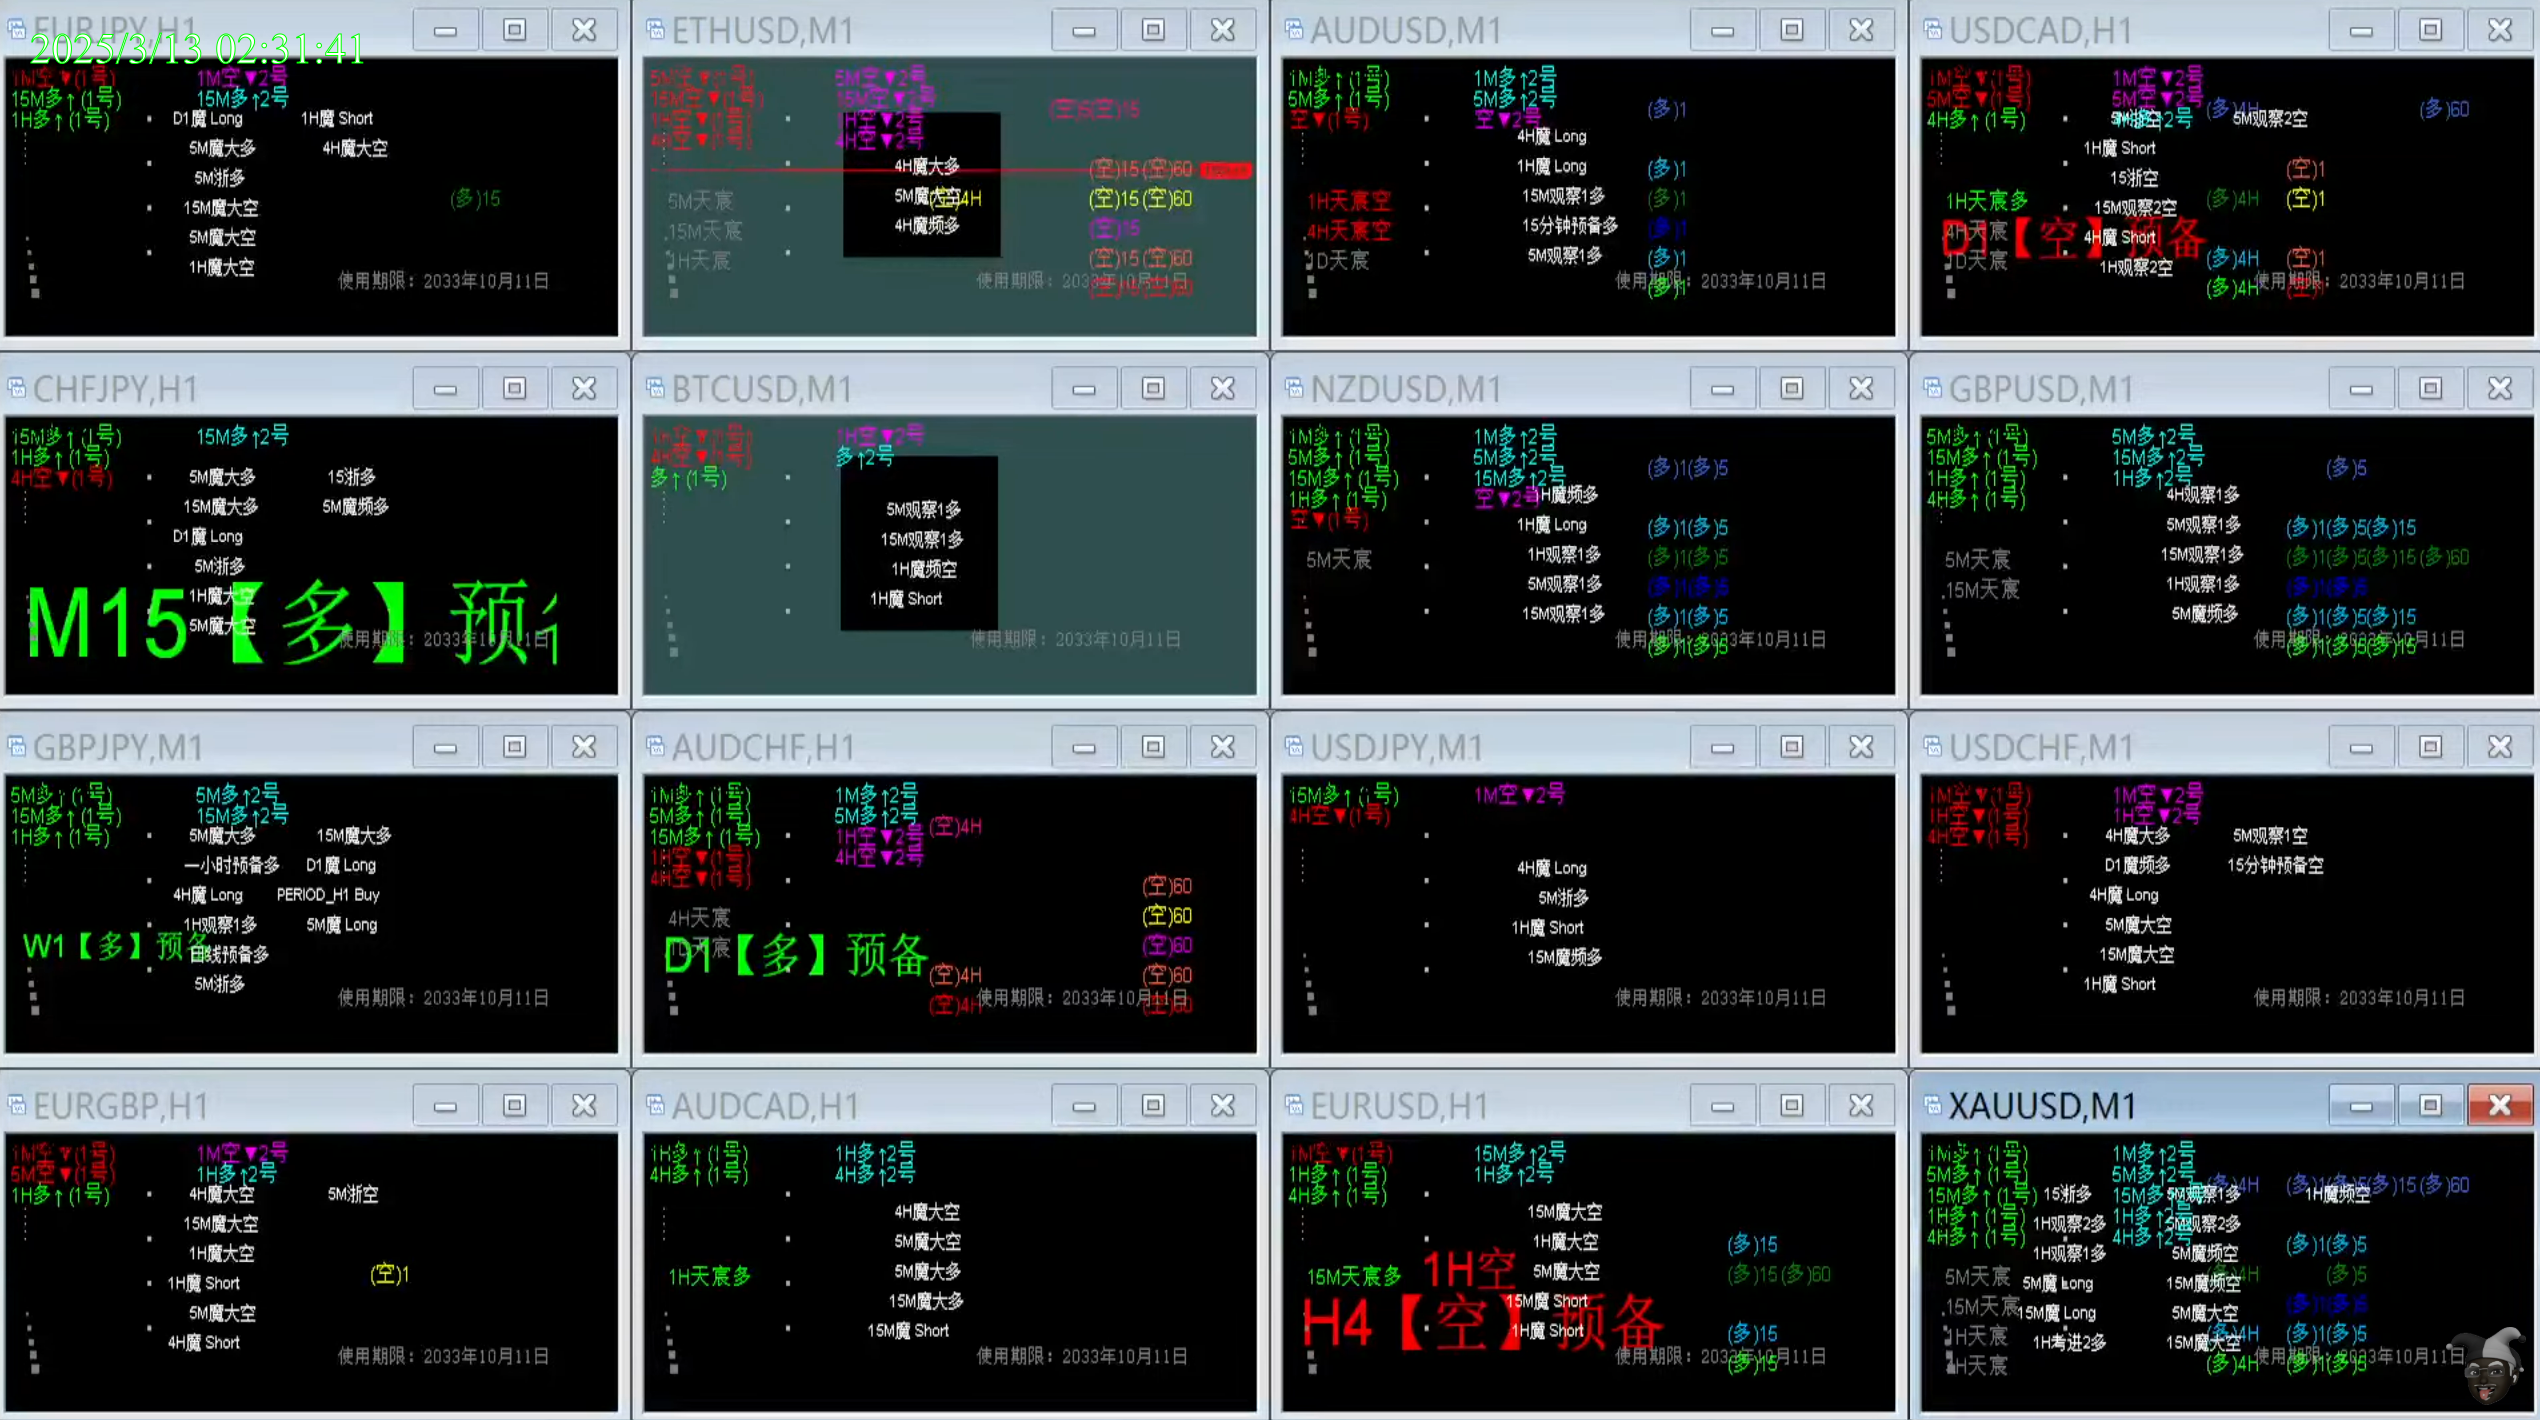 EURJPY,H1
2025/3/13 02:31:41
1M空▼(1号) 1M空▼2号
15M多↑(1号) 15M多↑2号
1H多↑(1号)
D1魔 Long 1H魔 Short
5M魔大多 4H魔大空
5M浙多
(多)15
15M魔大空
5M魔大空
1H魔大空
使用期限：2033年10月11日
ETHUSD,M1
5M空▼(1号) 5M空▼2号
15M空▼(1号) 15M空▼2号
1H空▼(1号) 1H空▼2号
4H空▼(1号) 4H空▼2号
(空)5(空)15
4H魔大多
(空)15(空)60
5M天宸 5M魔大空 (空)4H (空)15(空)60
15M天宸 4H魔频多 (空)15
1H天宸 (空)15(空)60
使用期限：2033年10月11日
(空)15(空)60
AUDUSD,M1
1M多↑(1号) 1M多↑2号
5M多↑(1号) 5M多↑2号
空▼(1号) 空▼2号
(多)1
4H魔 Long
1H魔 Long (多)1
1H天宸空 15M观察1多 (多)1
4H天宸空 15分钟预备多 (多)1
1D天宸 5M观察1多 (多)1
使用期限：2033年10月11日
(多)1
USDCAD,H1
1M空▼(1号) 1M空▼2号
5M空▼(1号) 5M空▼2号
4H多↑(1号) 4H多↑2号
(多)4H (多)60
5M浙空 5M观察2空
1H魔 Short
15浙空 (空)1
1H天宸多 15M观察2空 (多)4H (空)1
4H天宸 4H魔 Short
D1【空】预备
1D天宸 1H观察2空 (多)4H (空)1
使用期限：2033年10月11日
(多)4H (空)1
CHFJPY,H1
15M多↑(1号) 15M多↑2号
1H多↑(1号)
4H空▼(1号)
5M魔大多 15浙多
15M魔大多 5M魔频多
D1魔 Long
5M浙多
1H魔大空
5M魔大空
M15【多】预
使用期限：2033年10月11日
BTCUSD,M1
1H空▼(1号) 1H空▼2号
4H空▼(1号) 多↑2号
多↑(1号)
5M观察1多
15M观察1多
1H魔频空
1H魔 Short
使用期限：2033年10月11日
NZDUSD,M1
1M多↑(1号) 1M多↑2号
5M多↑(1号) 5M多↑2号
15M多↑(1号) 15M多↑2号
1H多↑(1号) 空▼2号
空▼(1号)
(多)1(多)5
H魔频多
1H魔 Long (多)1(多)5
5M天宸 1H观察1多 (多)1(多)5
5M观察1多 (多)1(多)5
15M观察1多 (多)1(多)5
使用期限：2033年10月11日
(多)1(多)5
GBPUSD,M1
5M多↑(1号) 5M多↑2号
15M多↑(1号) 15M多↑2号
1H多↑(1号) 1H多↑2号
4H多↑(1号)
(多)5
4H观察1多
5M观察1多 (多)1(多)5(多)15
5M天宸 15M观察1多 (多)1(多)5(多)15(多)60
15M天宸 1H观察1多 (多)1(多)5
5M魔频多 (多)1(多)5(多)15
使用期限：2033年10月11日
(多)1(多)5(多)15
GBPJPY,M1
5M多↑(1号) 5M多↑2号
15M多↑(1号) 15M多↑2号
1H多↑(1号)
5M魔大多 15M魔大多
一小时预备多 D1魔 Long
4H魔 Long PERIOD_H1 Buy
1H观察1多 5M魔 Long
W1【多】预备
日线预备多
5M浙多
使用期限：2033年10月11日
AUDCHF,H1
1M多↑(1号) 1M多↑2号
5M多↑(1号) 5M多↑2号
15M多↑(1号) 1H空▼2号
1H空▼(1号) 4H空▼2号
4H空▼(1号)
(空)4H
(空)60
4H天宸 (空)60
1D天宸 (空)60
D1【多】预备
(空)4H (空)60
使用期限：2033年10月11日
(空)4H (空)60
USDJPY,M1
15M多↑(1号) 1M空▼2号
4H空▼(1号)
4H魔 Long
5M浙多
1H魔 Short
15M魔频多
使用期限：2033年10月11日
USDCHF,M1
1M空▼(1号) 1M空▼2号
1H空▼(1号) 1H空▼2号
4H空▼(1号)
4H魔大多 5M观察1空
D1魔频多 15分钟预备空
4H魔 Long
5M魔大空
15M魔大空
1H魔 Short
使用期限：2033年10月11日
EURGBP,H1
1M空▼(1号) 1M空▼2号
5M空▼(1号) 1H多↑2号
1H多↑(1号)
4H魔大空 5M浙空
15M魔大空
1H魔大空
(空)1
1H魔 Short
5M魔大空
4H魔 Short
使用期限：2033年10月11日
AUDCAD,H1
1H多↑(1号) 1H多↑2号
4H多↑(1号) 4H多↑2号
4H魔大空
5M魔大空
1H天宸多 5M魔大多
15M魔大多
15M魔 Short
使用期限：2033年10月11日
EURUSD,H1
1M空▼(1号) 15M多↑2号
1H多↑(1号) 1H多↑2号
4H多↑(1号)
15M魔大空
1H魔大空 (多)15
15M天宸多 1H空 5M魔大空 (多)15(多)60
15M魔 Short
H4【空】预备
1H魔 Short (多)15
使用期限：2033年10月11日
(多)15
XAUUSD,M1
1M多↑(1号) 1M多↑2号
5M多↑(1号) 5M多↑2号
15M多↑(1号) 15M多↑2号
1H多↑(1号) 1H多↑2号
4H多↑(1号) 4H多↑2号
(多)4H (多)1(多)5(多)15(多)60
15浙多 5M观察1多 1H魔频空
1H观察2多 5M观察2多
1H观察1多 5M魔频空 (多)1(多)5
5M天宸 5M魔 Long 15M魔频空 (多)4H (多)5
15M天宸 15M魔 Long 5M魔大空 (多)1(多)5
1H天宸 1H考进2多 15M魔大空 (多)4H (多)1(多)5
4H天宸
使用期限：2033年10月11日
(多)4H (多)1(多)5